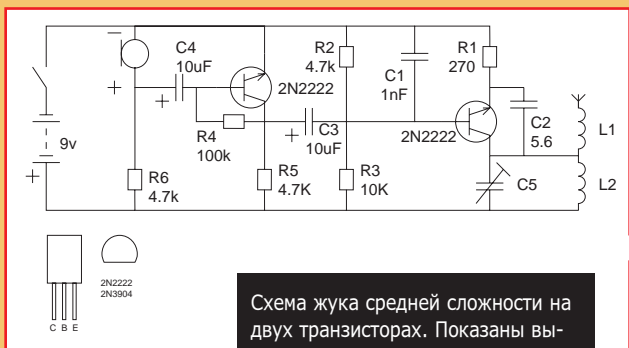 C4
10uF
R2
4.7k
R1
270
C1
1nF
2N2222
C2
5.6
L1
R4
100k
C3
10uF
2N2222
9v
R6
4.7k
R5
4.7K
R3
10K
C5
L2
2N2222
2N3904
C B E
Схема жука средней сложности на
двух транзисторах. Показаны вы-